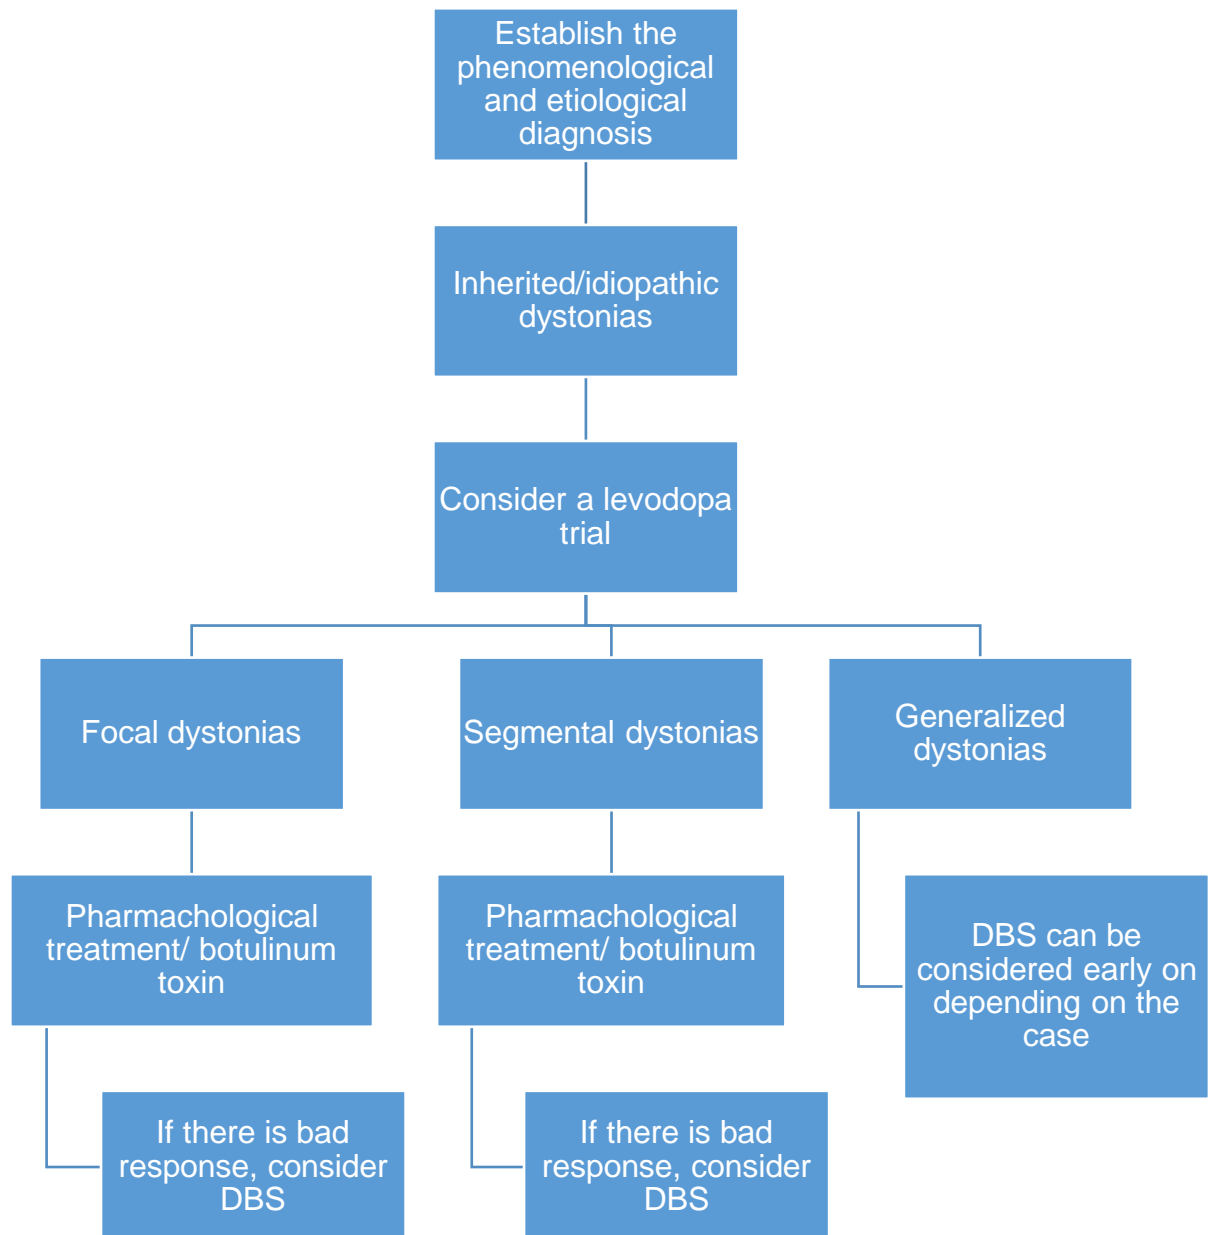 Establish the
phenomenological
and etiological
diagnosis
Inherited/idiopathic
dystonias
Consider a levodopa
trial
Focal dystonias
Segmental dystonias
Generalized
dystonias
Pharmachological
treatment/ botulinum
toxin
Pharmachological
treatment/ botulinum
toxin
DBS can be
considered early on
depending on the
case
If there is bad
response, consider
DBS
If there is bad
response, consider
DBS